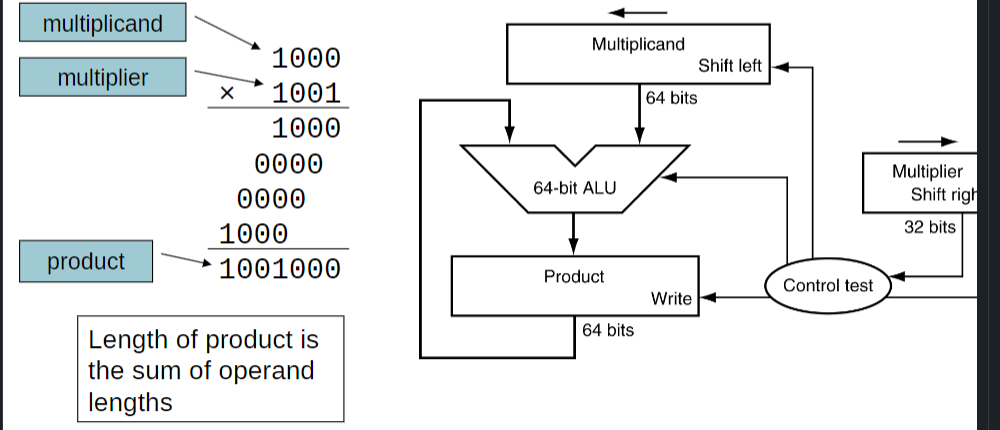 multiplicand
multiplier
1000
× 1001
1000
0000
0000
1000
product
1001000
Length of product is
the sum of operand
lengths
Multiplicand
Shift left
64 bits
64-bit ALU
Multiplier
Shift righ
32 bits
Product
Write
Control test
64 bits